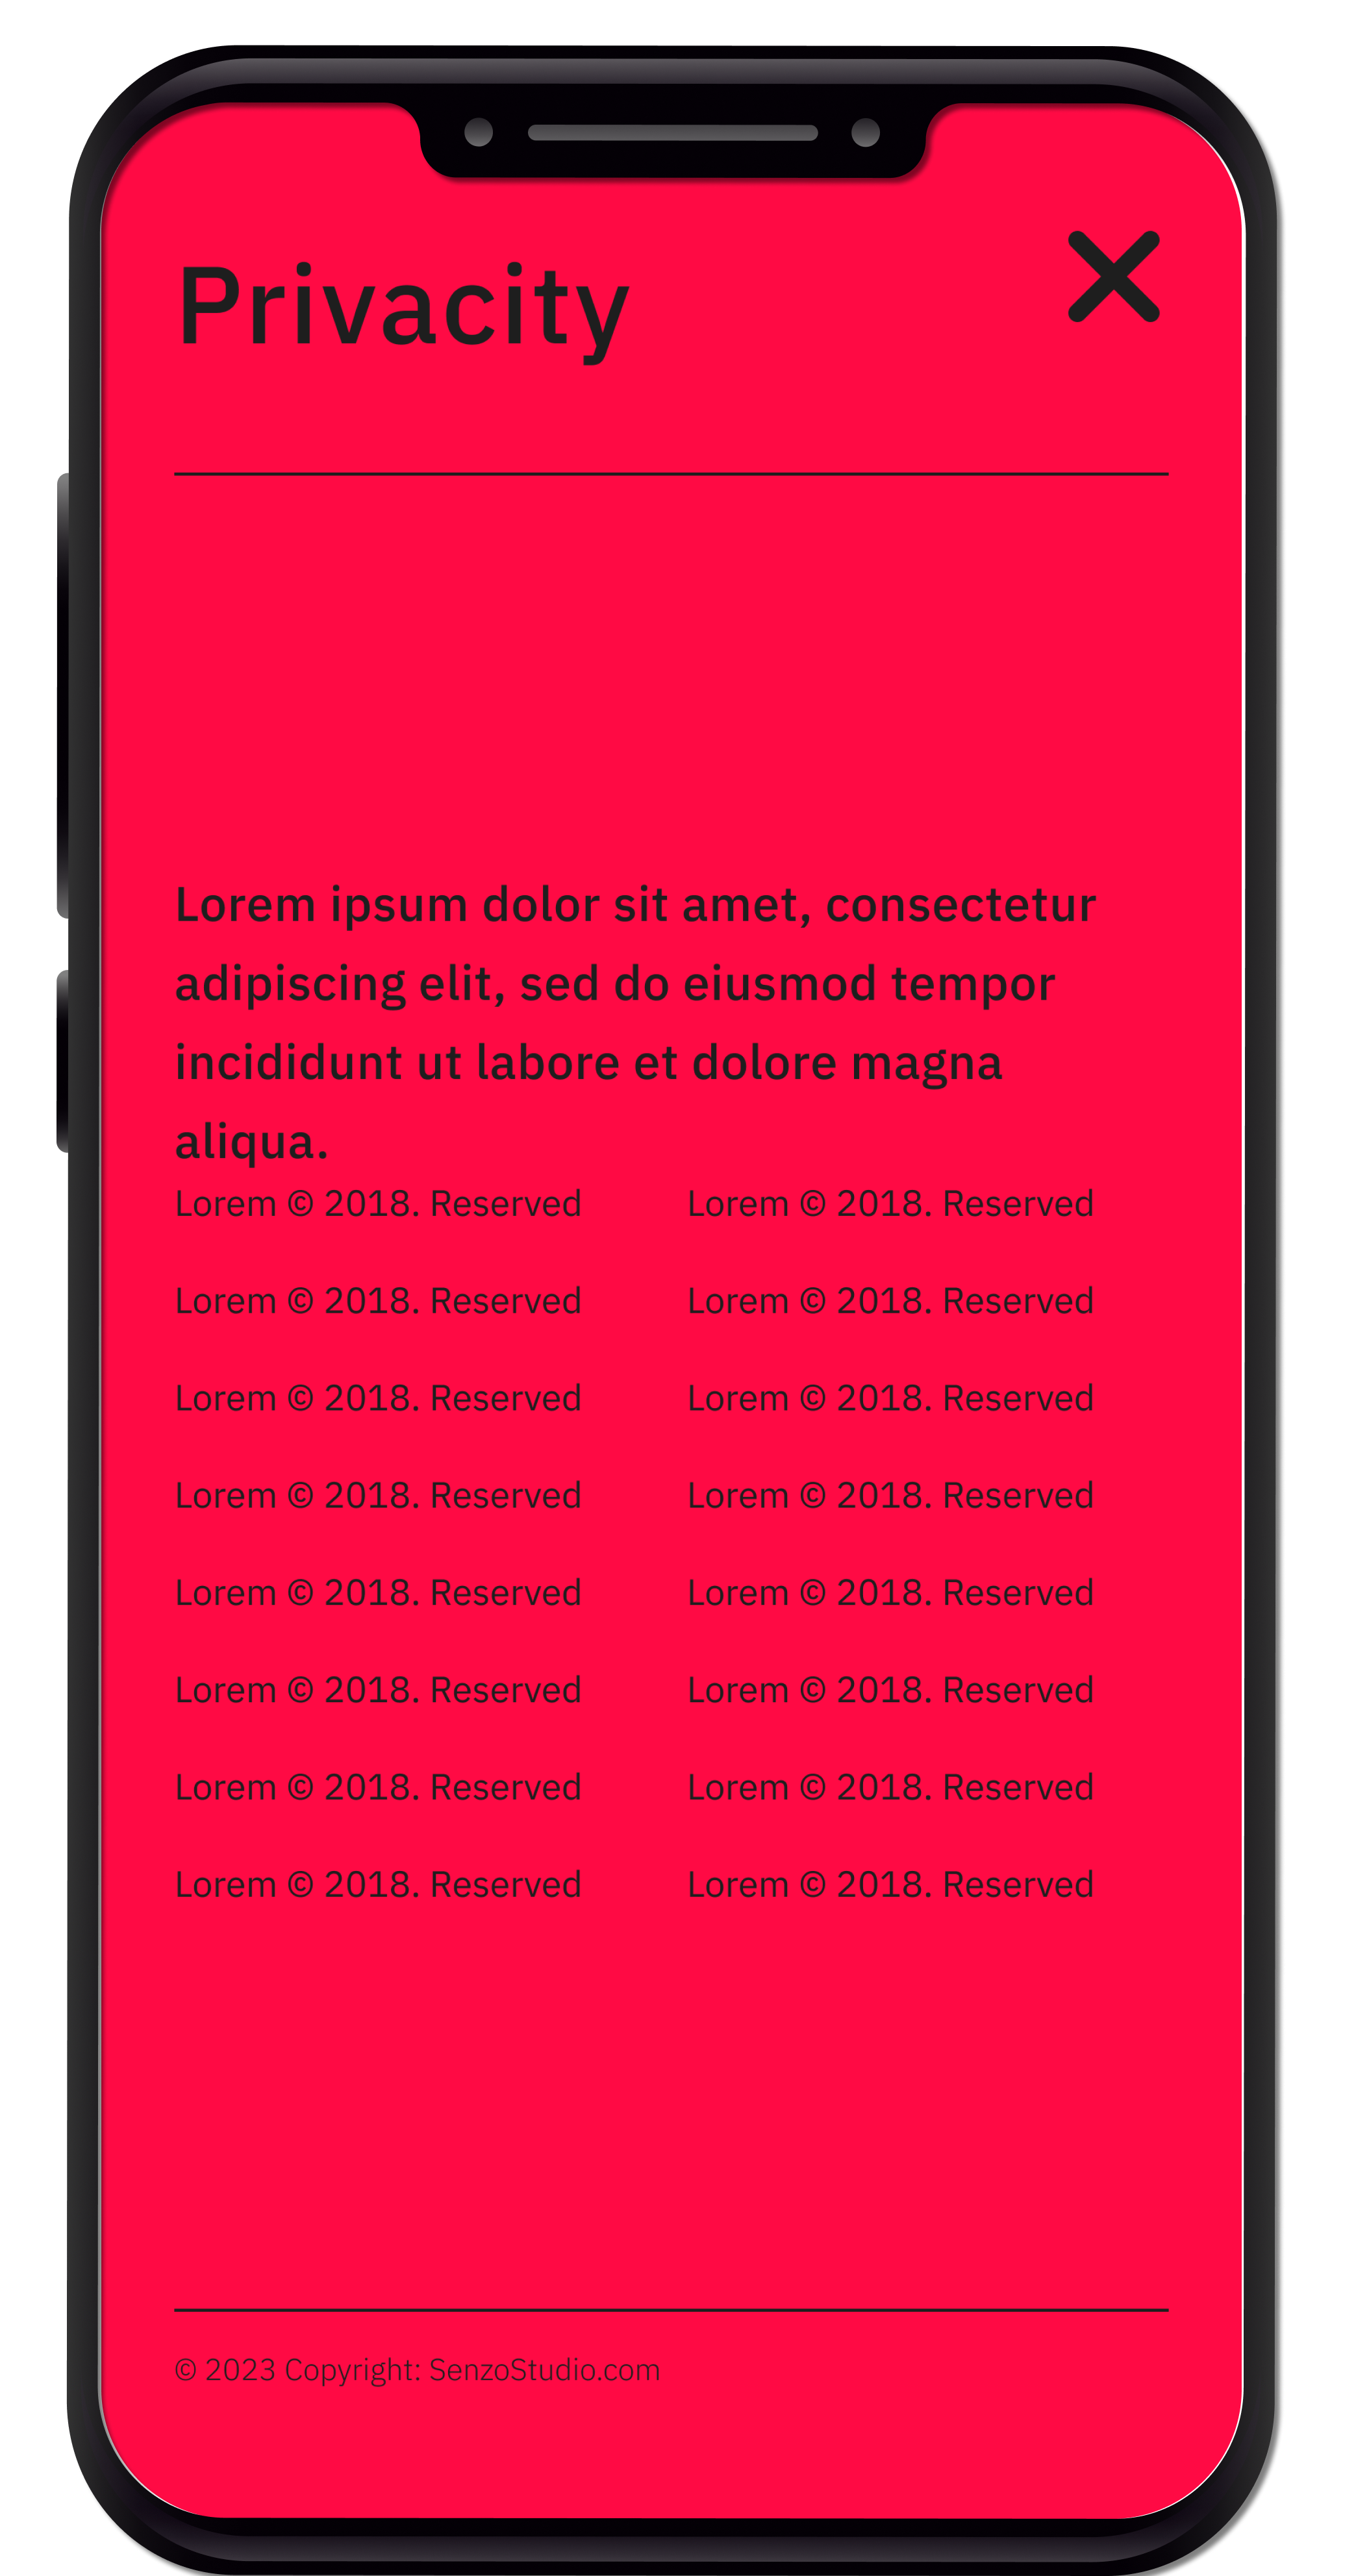 Privacity
Lorem ipsum dolor sit amet, consectetur
adipiscing elit, sed do eiusmod tempor
incididunt ut labore et dolore magna
aliqua.
Lorem © 2018. Reserved Lorem © 2018. Reserved
Lorem © 2018. Reserved Lorem © 2018. Reserved
Lorem © 2018. Reserved Lorem © 2018. Reserved
Lorem © 2018. Reserved Lorem © 2018. Reserved
Lorem © 2018. Reserved Lorem © 2018. Reserved
Lorem © 2018. Reserved Lorem © 2018. Reserved
Lorem © 2018. Reserved Lorem © 2018. Reserved
Lorem © 2018. Reserved Lorem © 2018. Reserved
© 2023 Copyright: SenzoStudio.com